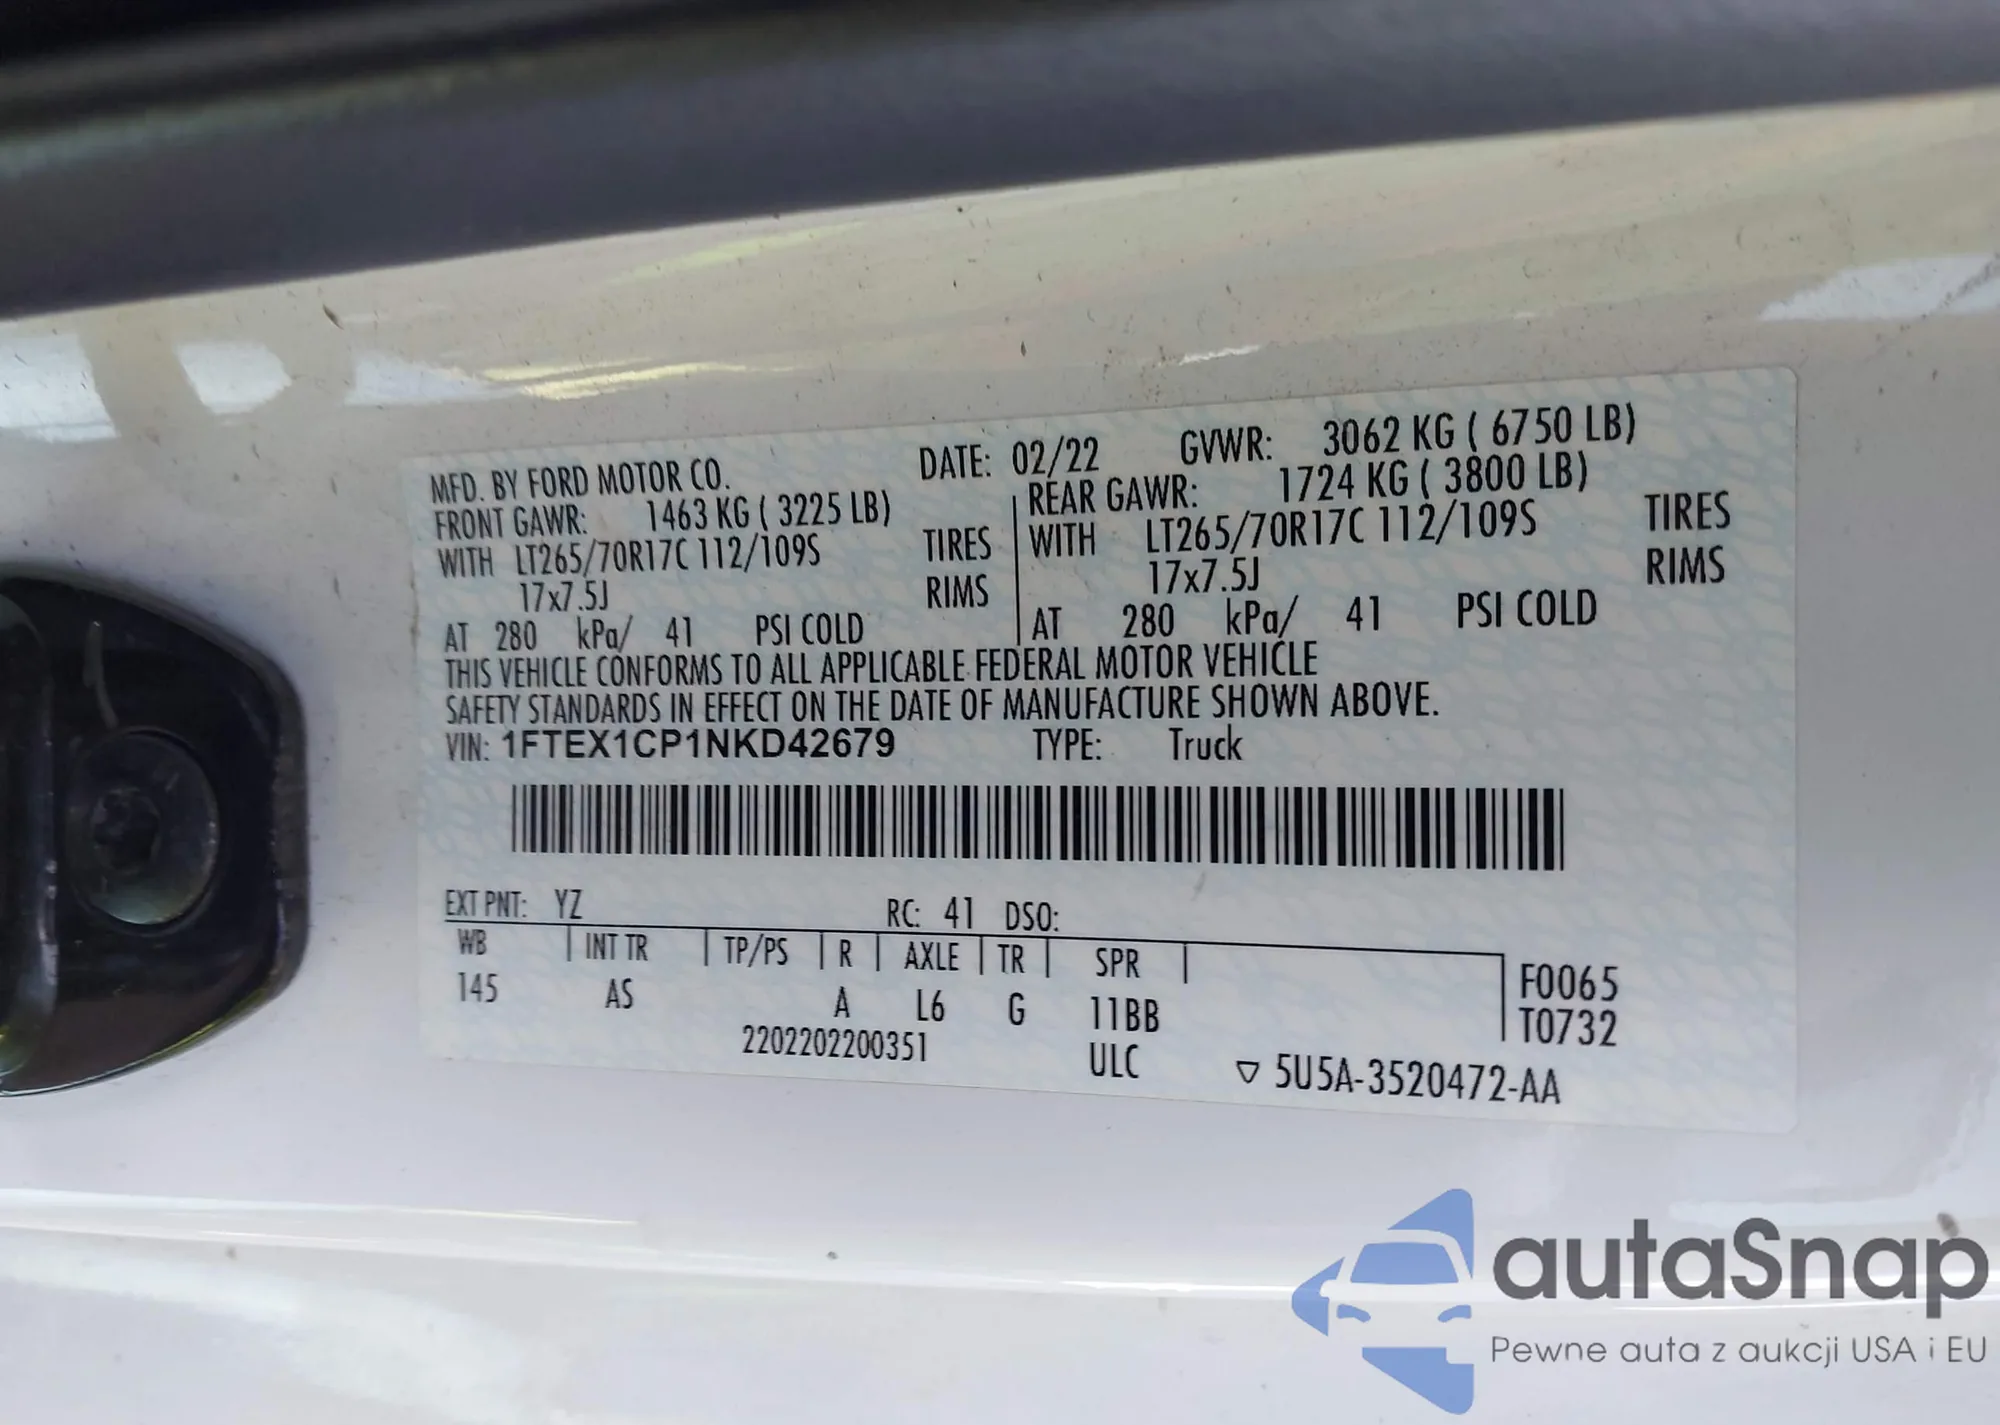 MFD. BY FORD MOTOR CO. DATE: 02/22 GVWR: 3062 KG ( 6750 LB)
FRONT GAWR: 1463 KG ( 3225 LB) REAR GAWR: 1724 KG ( 3800 LB)
WITH LT265/70R17C 112/109S TIRES WITH LT265/70R17C 112/109S TIRES
17x7.5J RIMS 17x7.5J RIMS
AT 280 kPa/ 41 PSI COLD AT 280 kPa/ 41 PSI COLD
THIS VEHICLE CONFORMS TO ALL APPLICABLE FEDERAL MOTOR VEHICLE
SAFETY STANDARDS IN EFFECT ON THE DATE OF MANUFACTURE SHOWN ABOVE.
VIN: 1FTEX1CP1NKD42679 TYPE: Truck
EXT PNT: YZ RC: 41 DSO:
WB INT TR TP/PS R AXLE TR SPR F0065
145 AS A L6 G 11BB T0732
2202202200351 ULC ▽ 5U5A-3520472-AA
autaSnap
Pewne auta z aukcji USA i EU